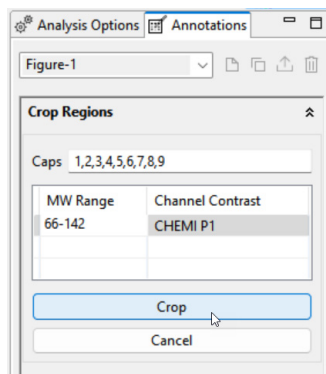 Analysis Options Annotations
Figure-1
Crop Regions
Caps 1,2,3,4,5,6,7,8,9
MW Range Channel Contrast
66-142 CHEMI P1
Crop
Cancel